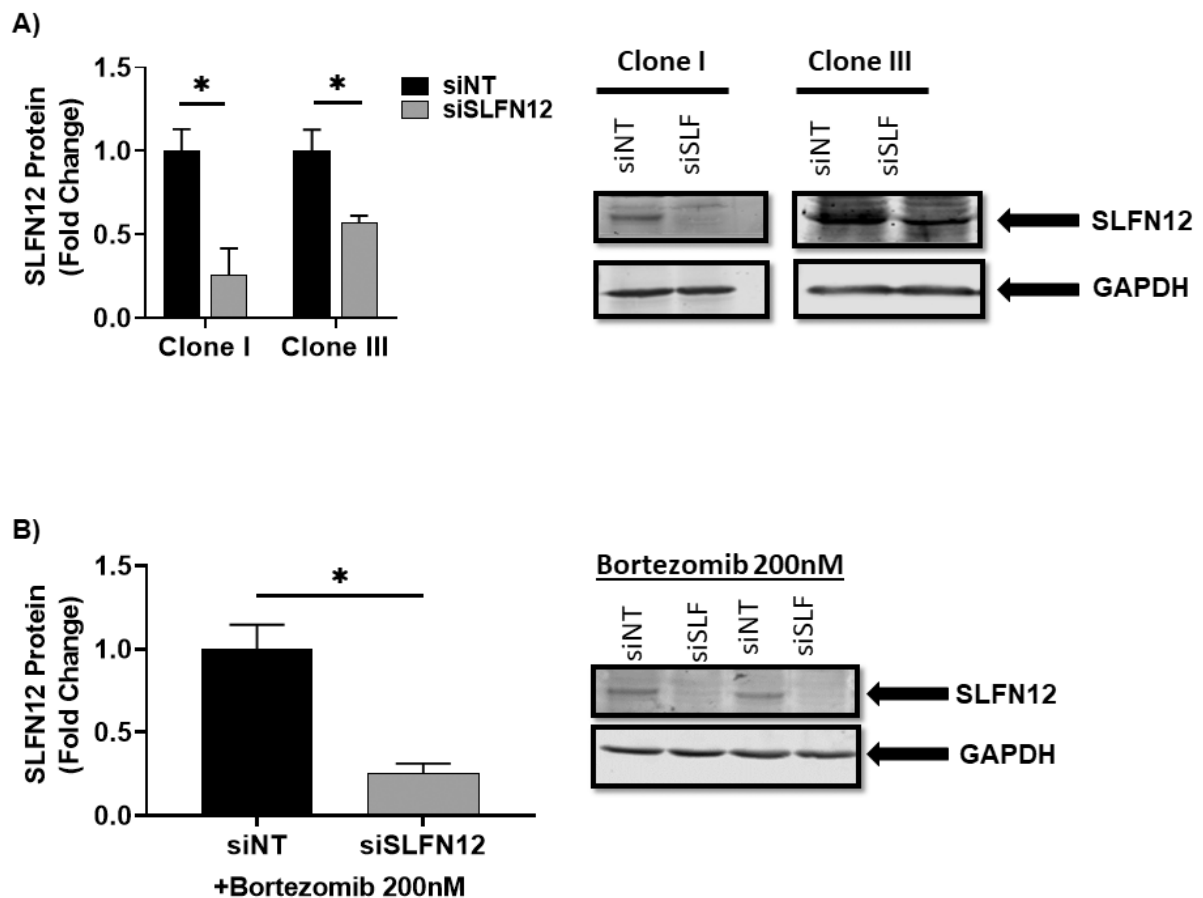 A)
SLFN12 Protein
(Fold Change)
1.5
1.0
0.5
0.0
*
*
siNT
siSLFN12
Clone I
Clone III
Clone I
Clone III
siNT
siSLF
siNT
siSLF
SLFN12
GAPDH
B)
SLFN12 Protein
(Fold Change)
1.5
1.0
0.5
0.0
*
siNT
siSLFN12
+Bortezomib 200nM
Bortezomib 200nM
siNT
siSLF
siNT
siSLF
SLFN12
GAPDH